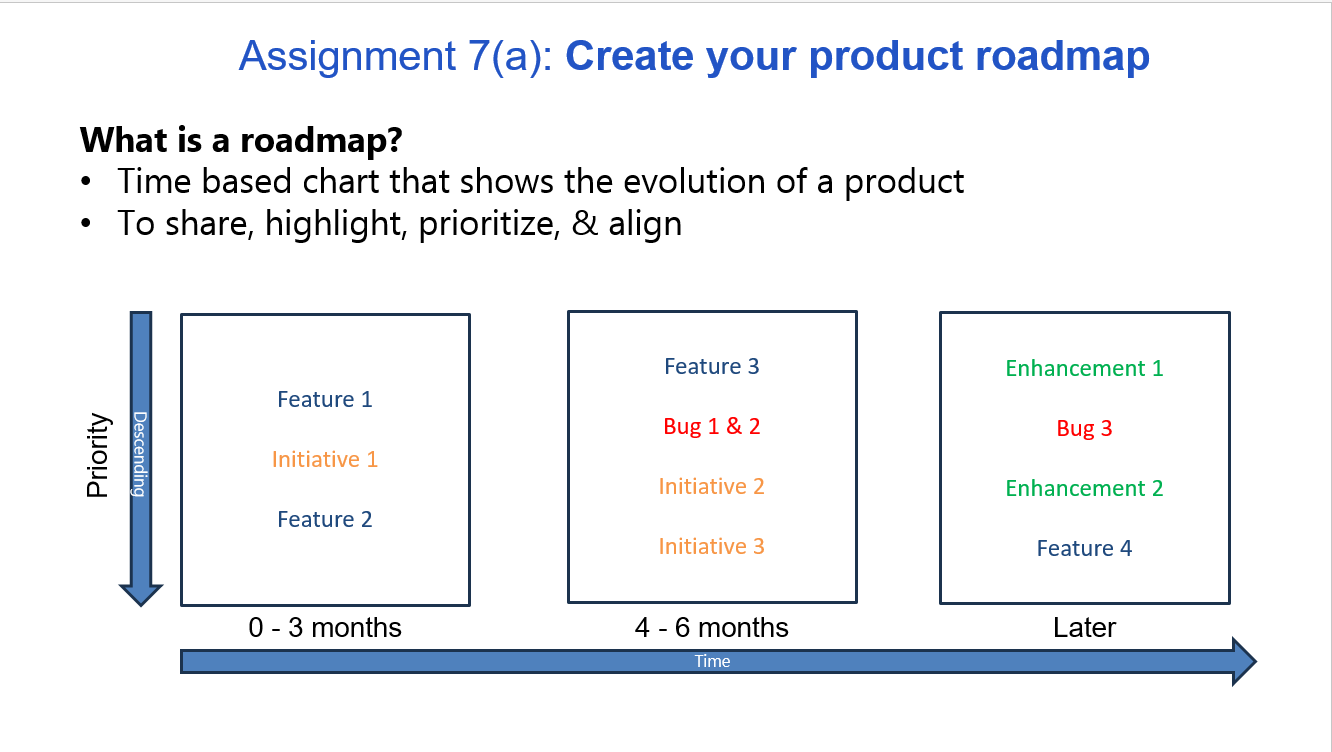 Assignment 7(a): Create your product roadmap
What is a roadmap?
• Time based chart that shows the evolution of a product
• To share, highlight, prioritize, & align
Priority
Descending
Feature 1
Initiative 1
Feature 2
0 - 3 months
Feature 3
Bug 1 & 2
Initiative 2
Initiative 3
4 - 6 months
Enhancement 1
Bug 3
Enhancement 2
Feature 4
Later
Time